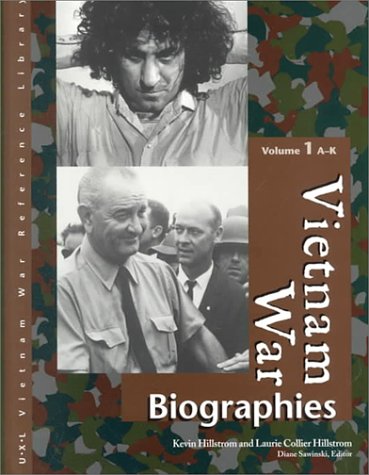 U·X·L Vietnam War Reference Library
Volume 1 A–K
Vietnam
War
Biographies
Kevin Hillstrom and Laurie Collier Hillstrom
Diane Sawinski, Editor